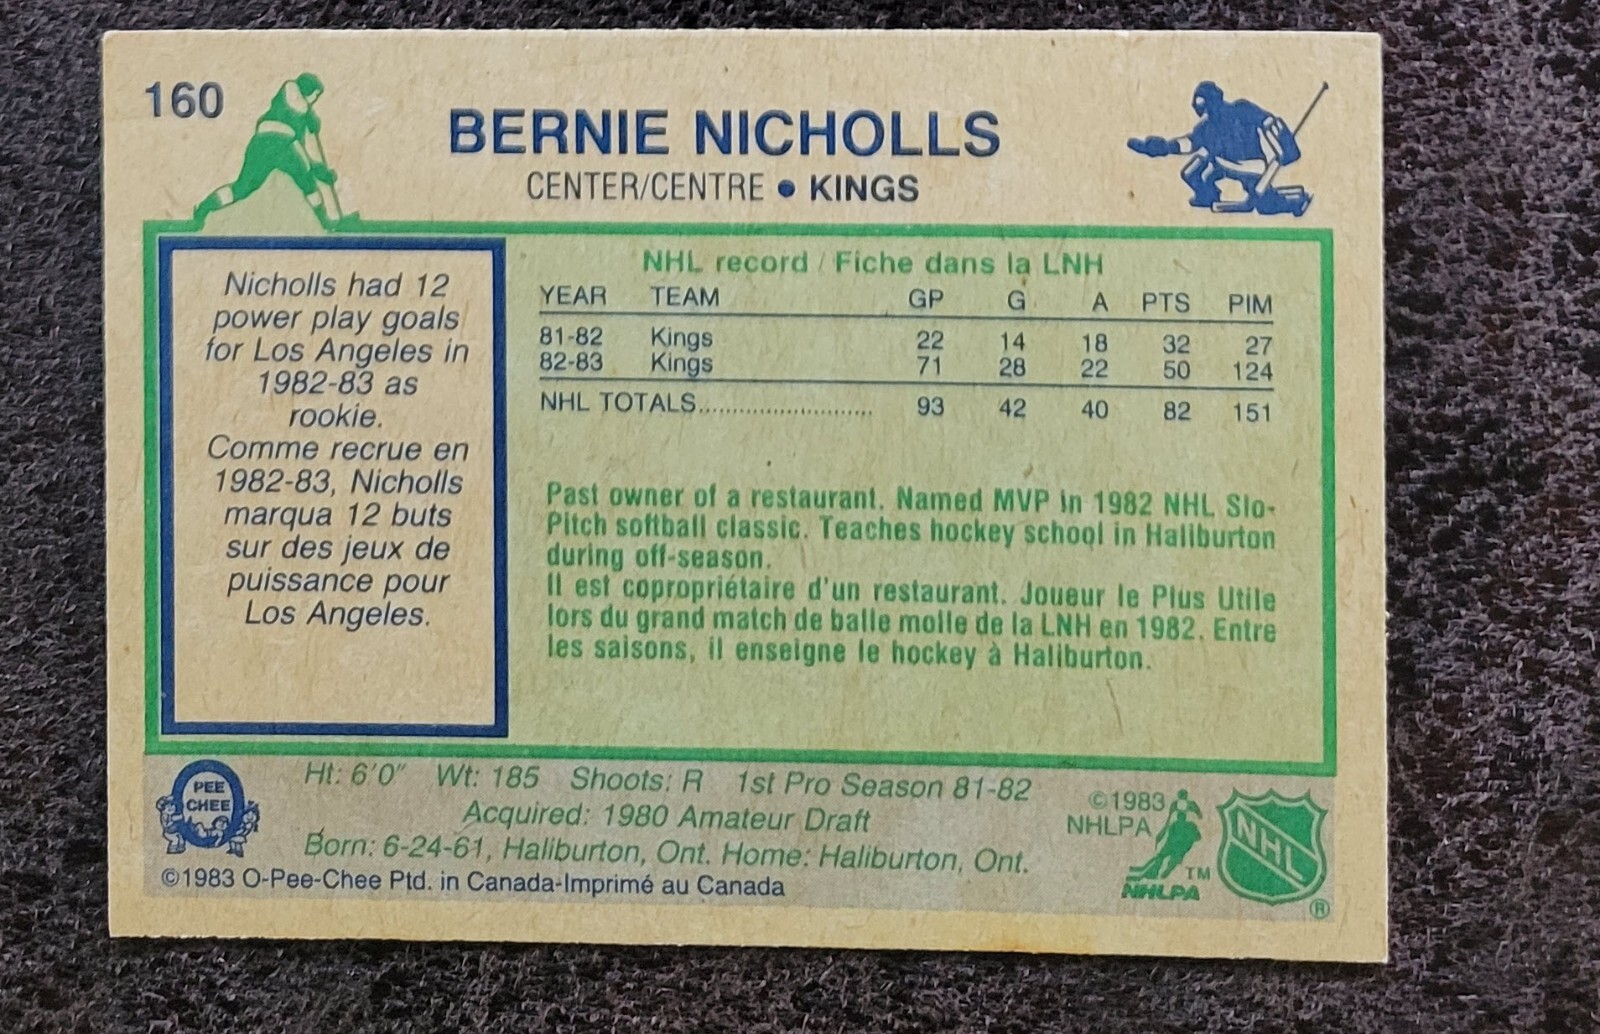 160
BERNIE NICHOLLS
CENTER/CENTRE • KINGS
Nicholls had 12
power play goals
for Los Angeles in
1982-83 as
rookie.
Comme recrue en
1982-83, Nicholls
marqua 12 buts
sur des jeux de
puissance pour
Los Angeles.
NHL record / Fiche dans la LNH
YEAR TEAM GP G A PTS PIM
81-82 Kings 22 14 18 32 27
82-83 Kings 71 28 22 50 124
NHL TOTALS........................... 93 42 40 82 151
Past owner of a restaurant. Named MVP in 1982 NHL Slo-
Pitch softball classic. Teaches hockey school in Haliburton
during off-season.
Il est copropriétaire d'un restaurant. Joueur le Plus Utile
lors du grand match de balle molle de la LNH en 1982. Entre
les saisons, il enseigne le hockey à Haliburton.
PEE
CHEE
Ht: 6'0" Wt: 185 Shoots: R 1st Pro Season 81-82
Acquired: 1980 Amateur Draft
Born: 6-24-61, Haliburton, Ont. Home: Haliburton, Ont.
©1983 O-Pee-Chee Ptd. in Canada-Imprimé au Canada
©1983
NHLPA
TM
NHLPA
NHL
®